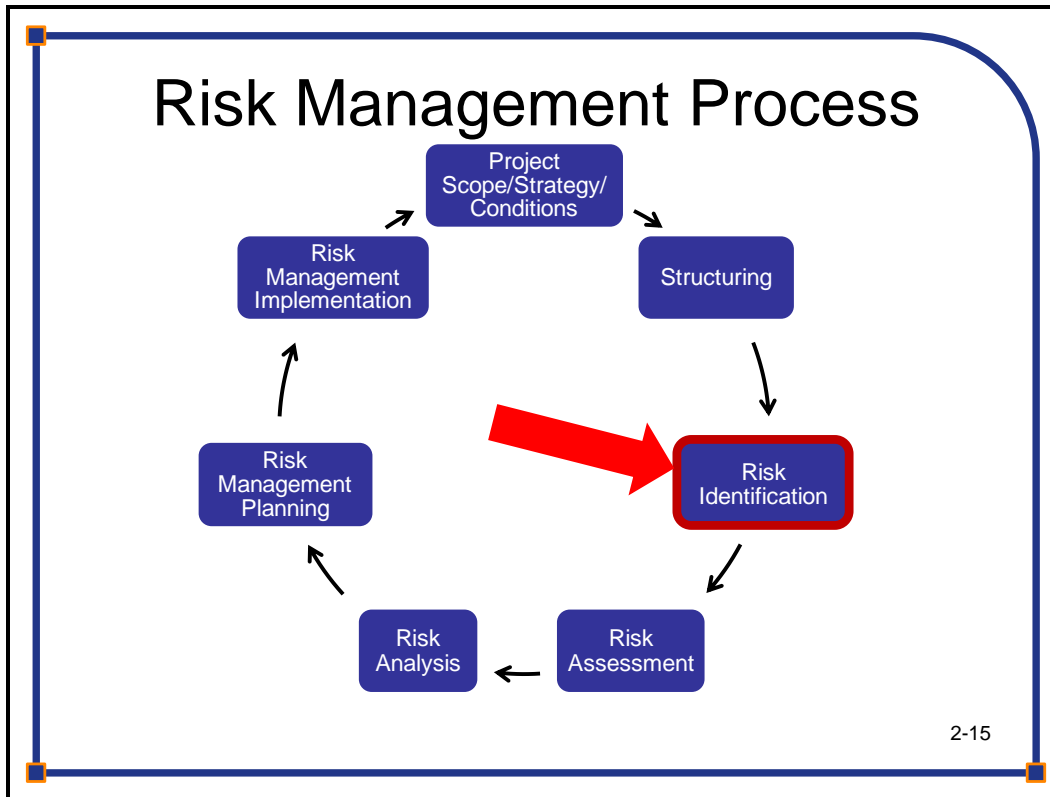 Risk Management Process
Project
Scope/Strategy/
Conditions
Structuring
Risk
Identification
Risk
Assessment
Risk
Analysis
Risk
Management
Planning
Risk
Management
Implementation
2-15